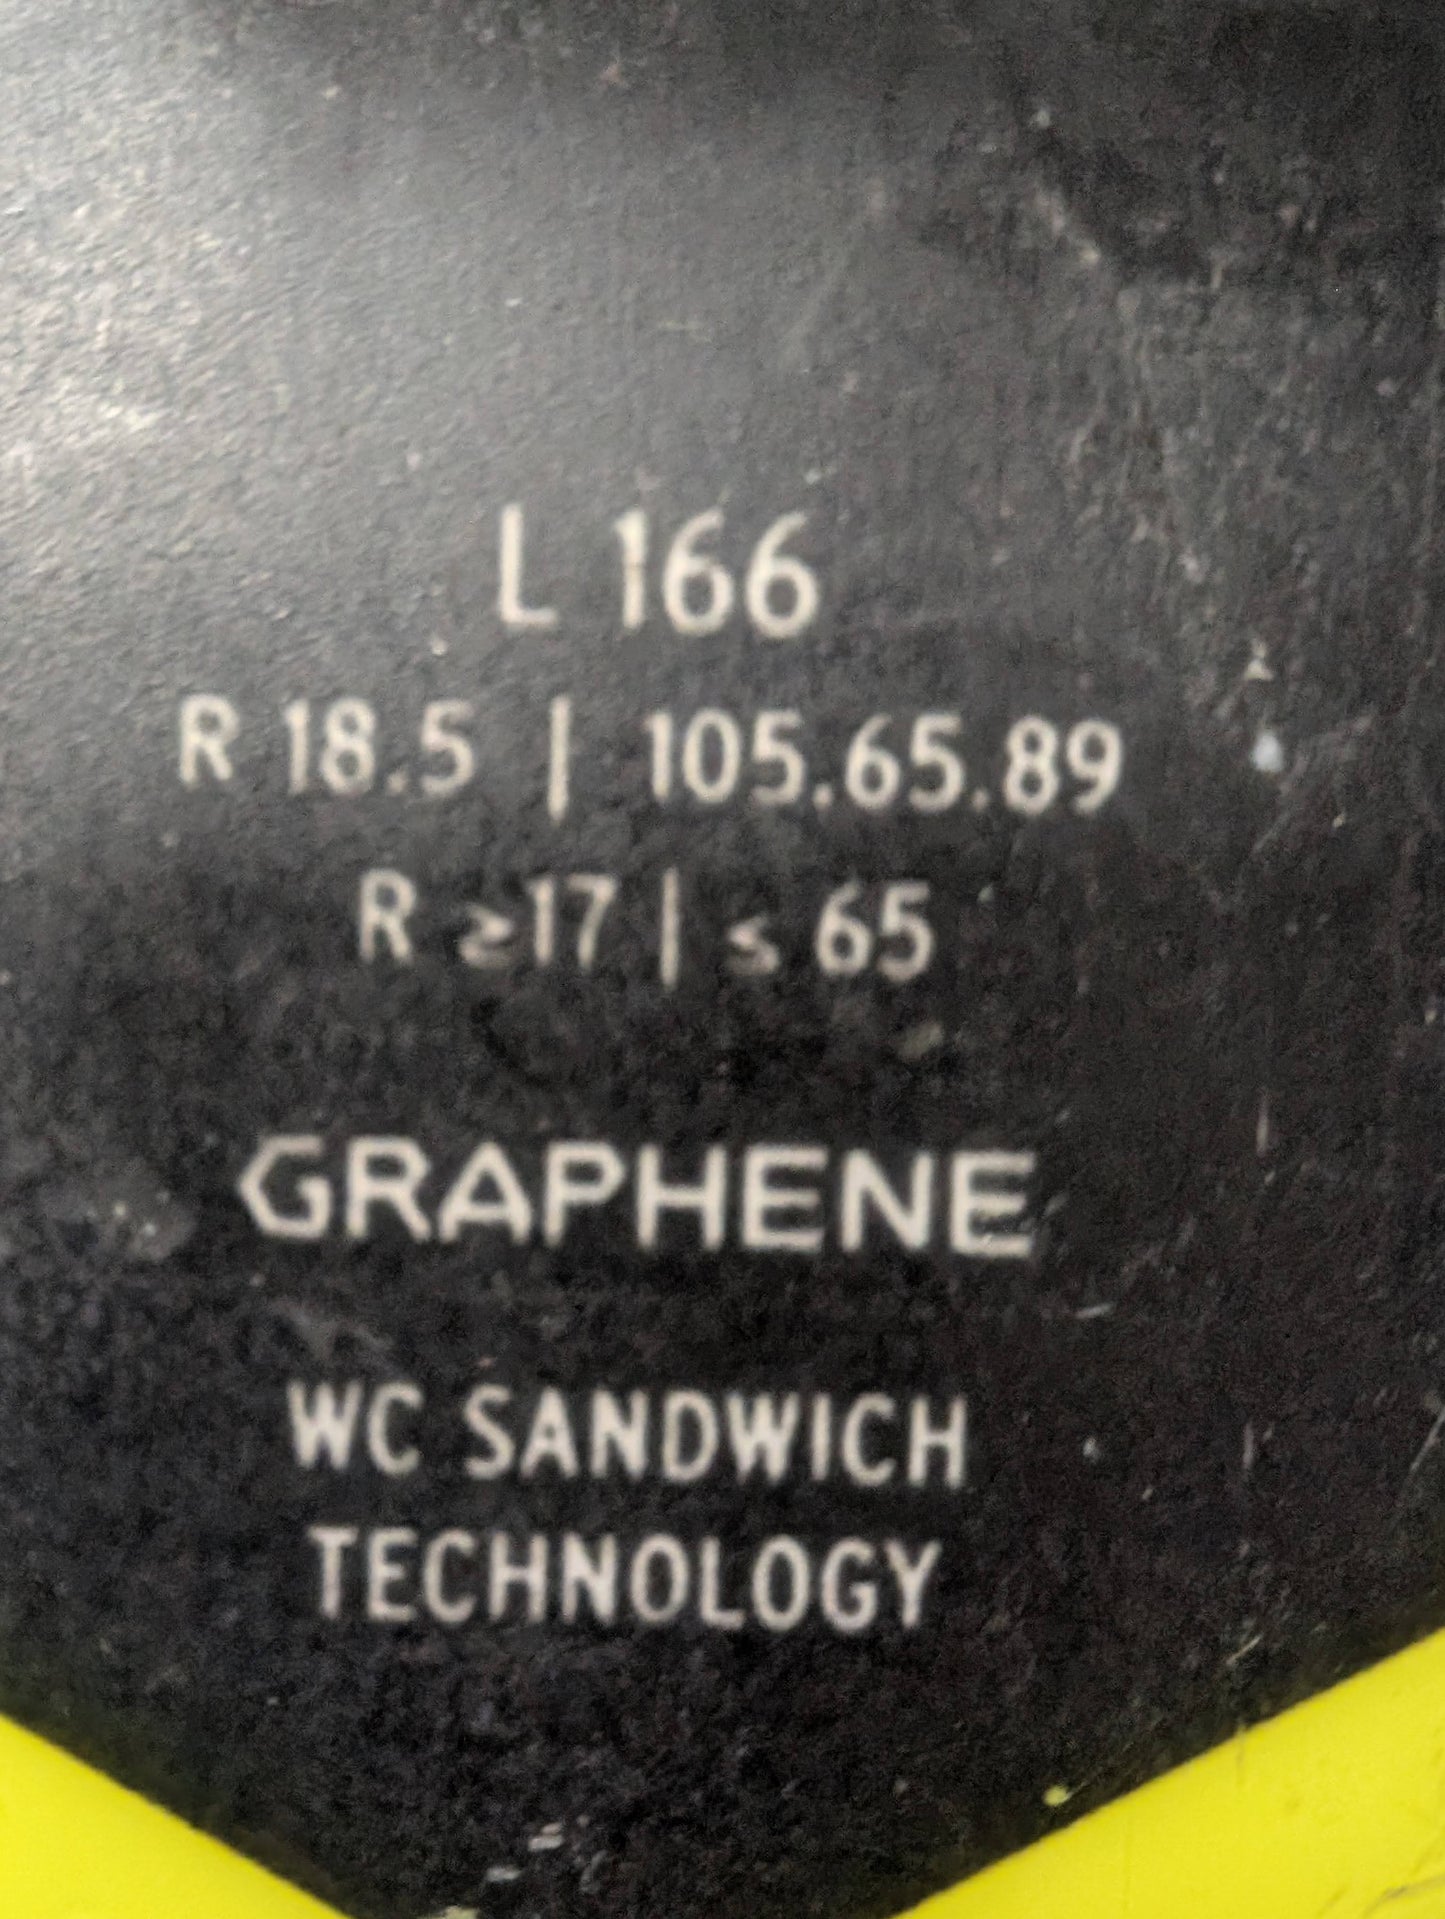 L 166
R 18.5 | 105.65.89
R ≥17 | ≤ 65
GRAPHENE
WC SANDWICH
TECHNOLOGY